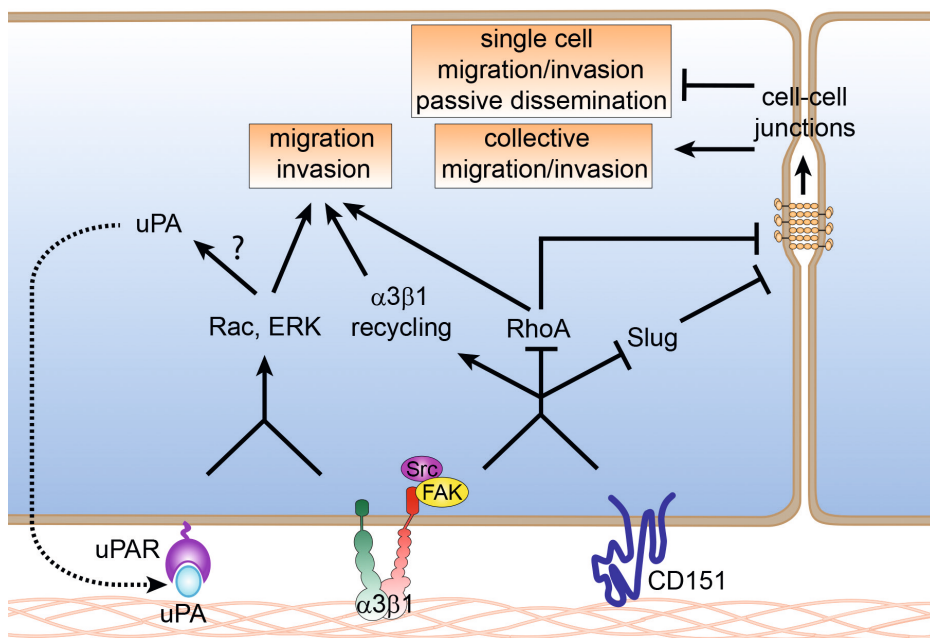 single cell
migration/invasion
passive dissemination
cell-cell
junctions
collective
migration/invasion
migration
invasion
uPA
?
α3β1
recycling
Rac, ERK
RhoA
Slug
Src
FAK
uPAR
uPA
α3β1
CD151